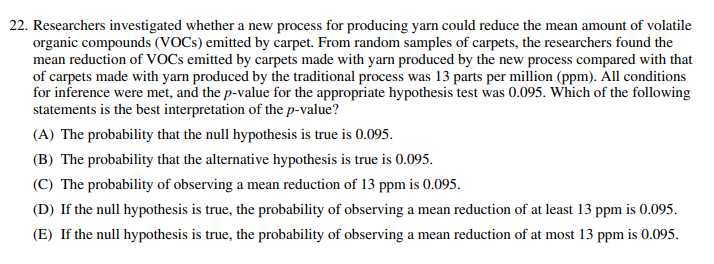 22. Researchers investigated whether a new process for producing yarn could reduce the mean amount of volatile
organic compounds (VOCs) emitted by carpet. From random samples of carpets, the researchers found the
mean reduction of VOCs emitted by carpets made with yarn produced by the new process compared with that
of carpets made with yarn produced by the traditional process was 13 parts per million (ppm). All conditions
for inference were met, and the p-value for the appropriate hypothesis test was 0.095. Which of the following
statements is the best interpretation of the p-value?
(A) The probability that the null hypothesis is true is 0.095.
(B) The probability that the alternative hypothesis is true is 0.095.
(C) The probability of observing a mean reduction of 13 ppm is 0.095.
(D) If the null hypothesis is true, the probability of observing a mean reduction of at least 13 ppm is 0.095.
(E) If the null hypothesis is true, the probability of observing a mean reduction of at most 13 ppm is 0.095.